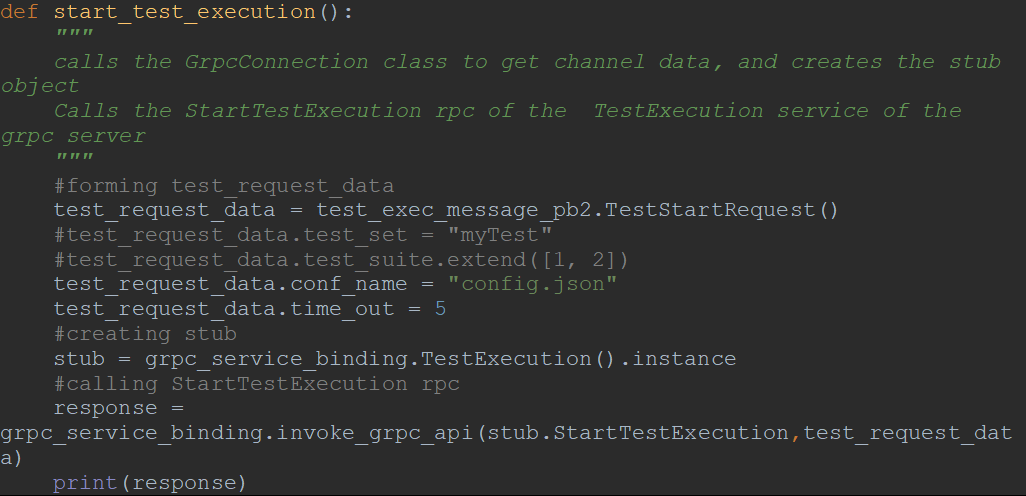 def start_test_execution():
    """
    calls the GrpcConnection class to get channel data, and creates the stub
object
    Calls the StartTestExecution rpc of the  TestExecution service of the
grpc server
    """
    #forming test_request_data
    test_request_data = test_exec_message_pb2.TestStartRequest()
    #test_request_data.test_set = "myTest"
    #test_request_data.test_suite.extend([1, 2])
    test_request_data.conf_name = "config.json"
    test_request_data.time_out = 5
    #creating stub
    stub = grpc_service_binding.TestExecution().instance
    #calling StartTestExecution rpc
    response =
grpc_service_binding.invoke_grpc_api(stub.StartTestExecution,test_request_dat
a)
    print(response)